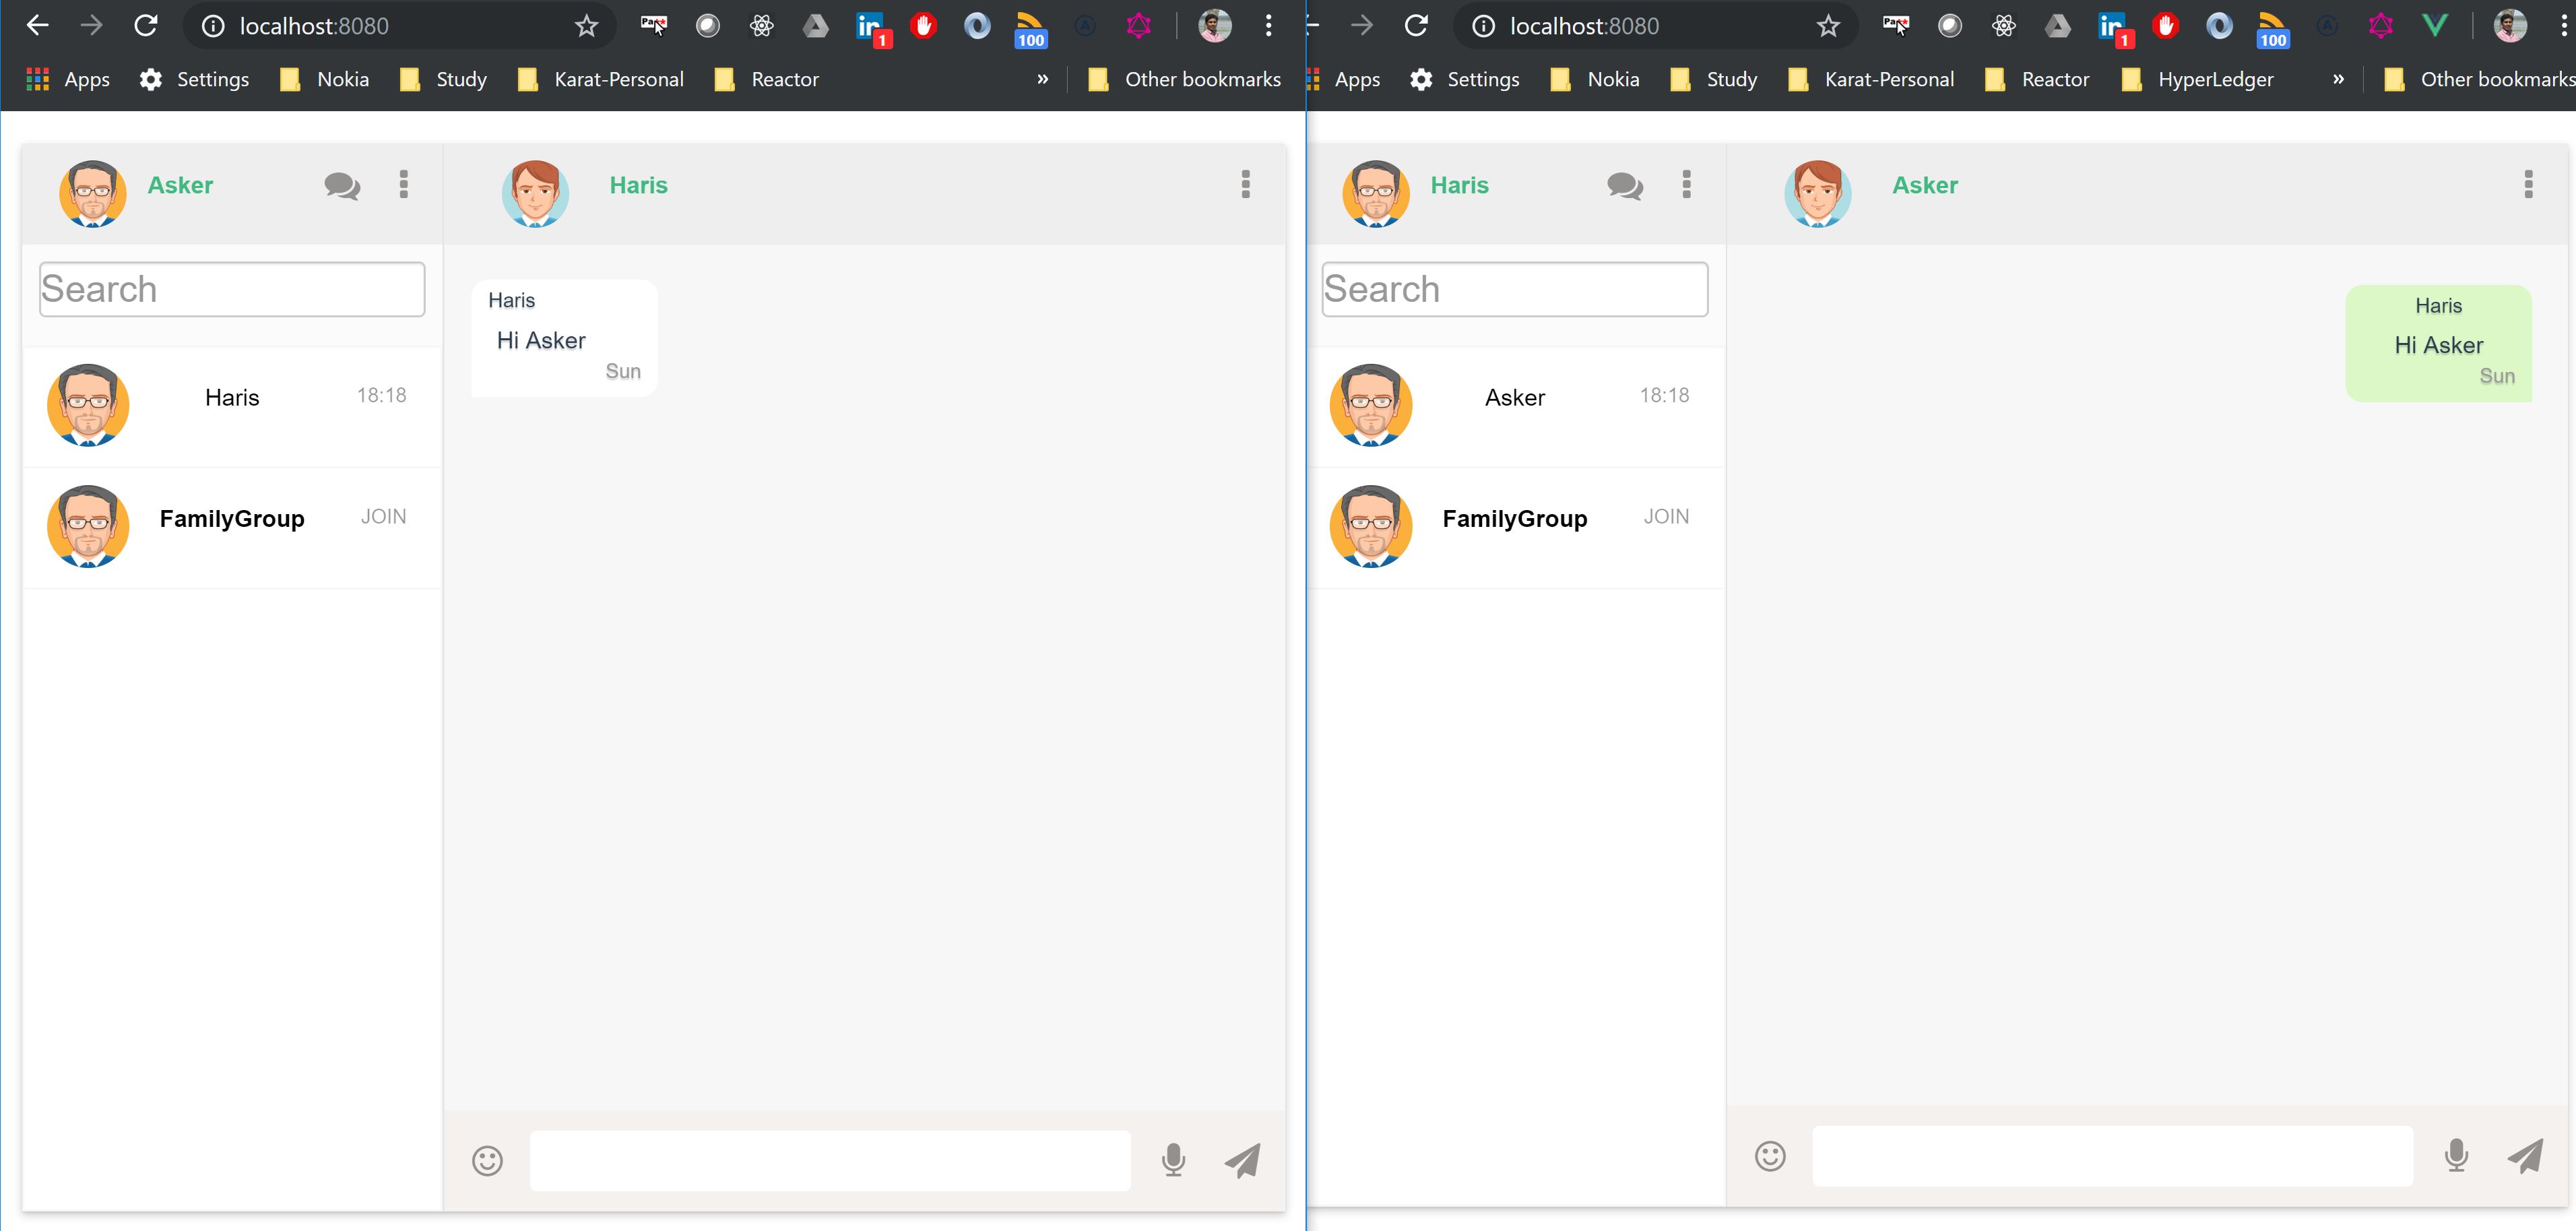 localhost:8080
1
100
Apps Settings Nokia Study Karat-Personal Reactor » Other bookmarks
Asker
Haris
Search
Haris 18:18
FamilyGroup JOIN
Haris
Hi Asker
Sun
localhost:8080
1
100
Apps Settings Nokia Study Karat-Personal Reactor HyperLedger » Other bookmarks
Haris
Asker
Search
Asker 18:18
FamilyGroup JOIN
Haris
Hi Asker
Sun